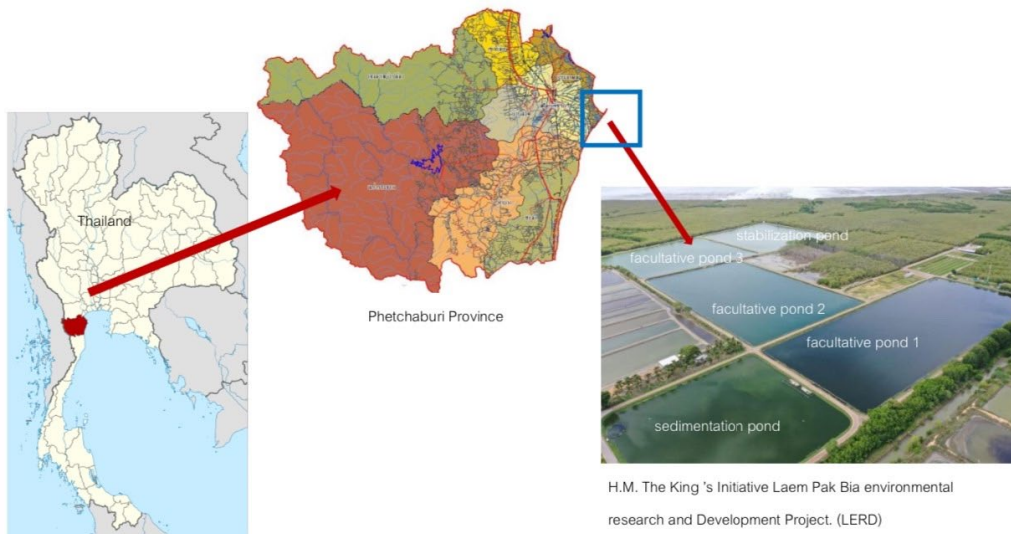 Thailand
Phetchaburi Province
stabilization pond
facultative pond 3
facultative pond 2
facultative pond 1
sedimentation pond
H.M. The King 's Initiative Laem Pak Bia environmental
research and Development Project. (LERD)